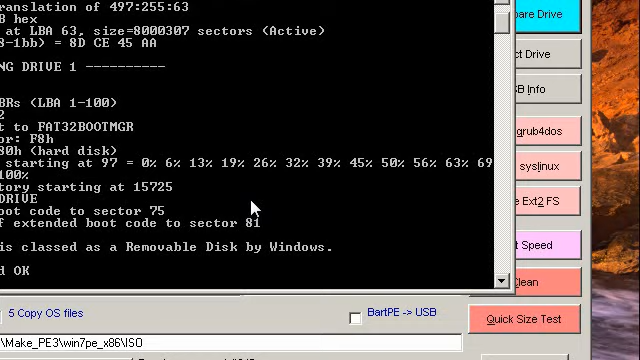 ranslation of 497:255:63
B hex
at LBA 63, size=8000307 sectors (Active)
8-1bb) = 8D CE 45 AA
NG DRIVE 1 ----------
BRs (LBA 1-100)
2
t to FAT32BOOTMGR
or: F8h
80h (hard disk)
starting at 97 = 0% 6% 13% 19% 26% 32% 39% 45% 50% 56% 63% 69
100%
tory starting at 15725
DRIVE
oot code to sector 75
f extended boot code to sector 81
is classed as a Removable Disk by Windows.
d OK
pare Drive
ct Drive
SB Info
grub4dos
syslinux
e Ext2 FS
t Speed
Clean
Quick Size Test
5 Copy OS files
BartPE -> USB
\Make_PE3\win7pe_x86\ISO